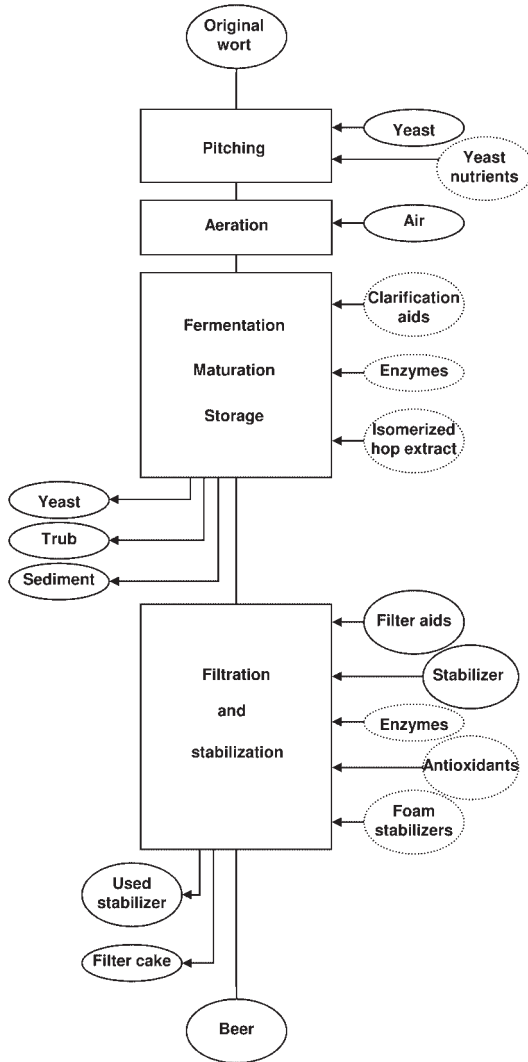 Original
wort
Pitching
Yeast
Yeast
nutrients
Aeration
Air
Fermentation
Maturation
Storage
Clarification
aids
Enzymes
Isomerized
hop extract
Yeast
Trub
Sediment
Filtration
and
stabilization
Filter aids
Stabilizer
Enzymes
Antioxidants
Foam
stabilizers
Used
stabilizer
Filter cake
Beer